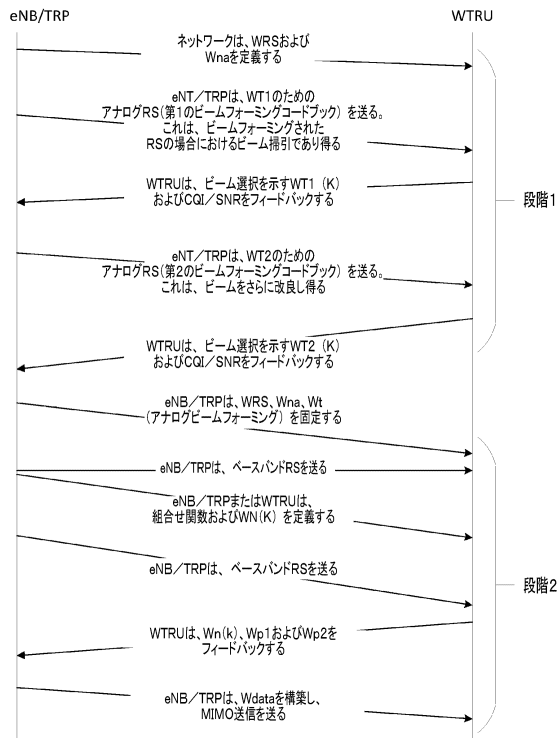 eNB/TRP
WTRU
ネットワークは、WRSおよび
Wnaを定義する
eNT/TRPは、WT1のための
アナログRS(第1のビームフォーミングコードブック)を送る。
これは、ビームフォーミングされた
RSの場合におけるビーム掃引であり得る
WTRUは、ビーム選択を示すWT1(K)
およびCQI/SNRをフィードバックする
段階1
eNT/TRPは、WT2のための
アナログRS(第2のビームフォーミングコードブック)を送る。
これは、ビームをさらに改良し得る
WTRUは、ビーム選択を示すWT2(K)
およびCQI/SNRをフィードバックする
eNB/TRPは、WRS、Wna、Wt
(アナログビームフォーミング)を固定する
eNB/TRPは、ベースバンドRSを送る
eNB/TRPまたはWTRUは、
組合せ関数およびWN(K)を定義する
eNB/TRPは、ベースバンドRSを送る
段階2
WTRUは、Wn(k)、Wp1およびWp2を
フィードバックする
eNB/TRPは、Wdataを構築し、
MIMO送信を送る